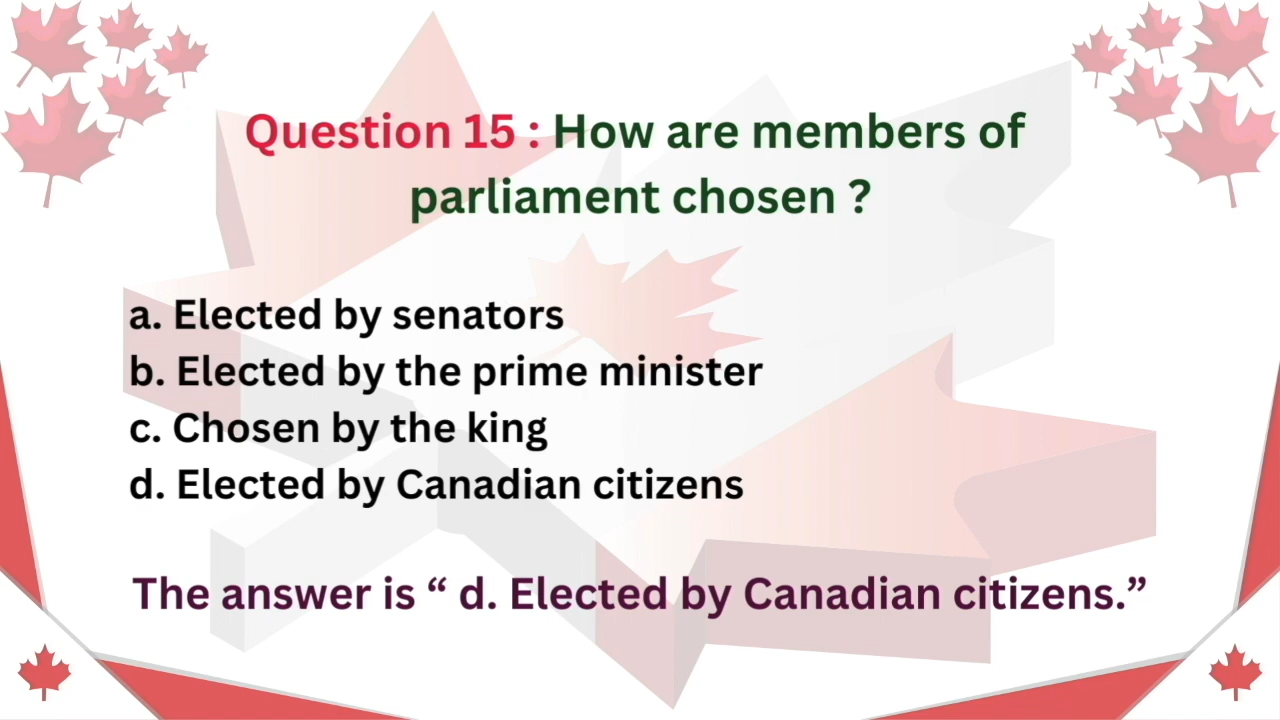 Question 15 : How are members of
parliament chosen ?
a. Elected by senators
b. Elected by the prime minister
c. Chosen by the king
d. Elected by Canadian citizens
The answer is “ d. Elected by Canadian citizens.”